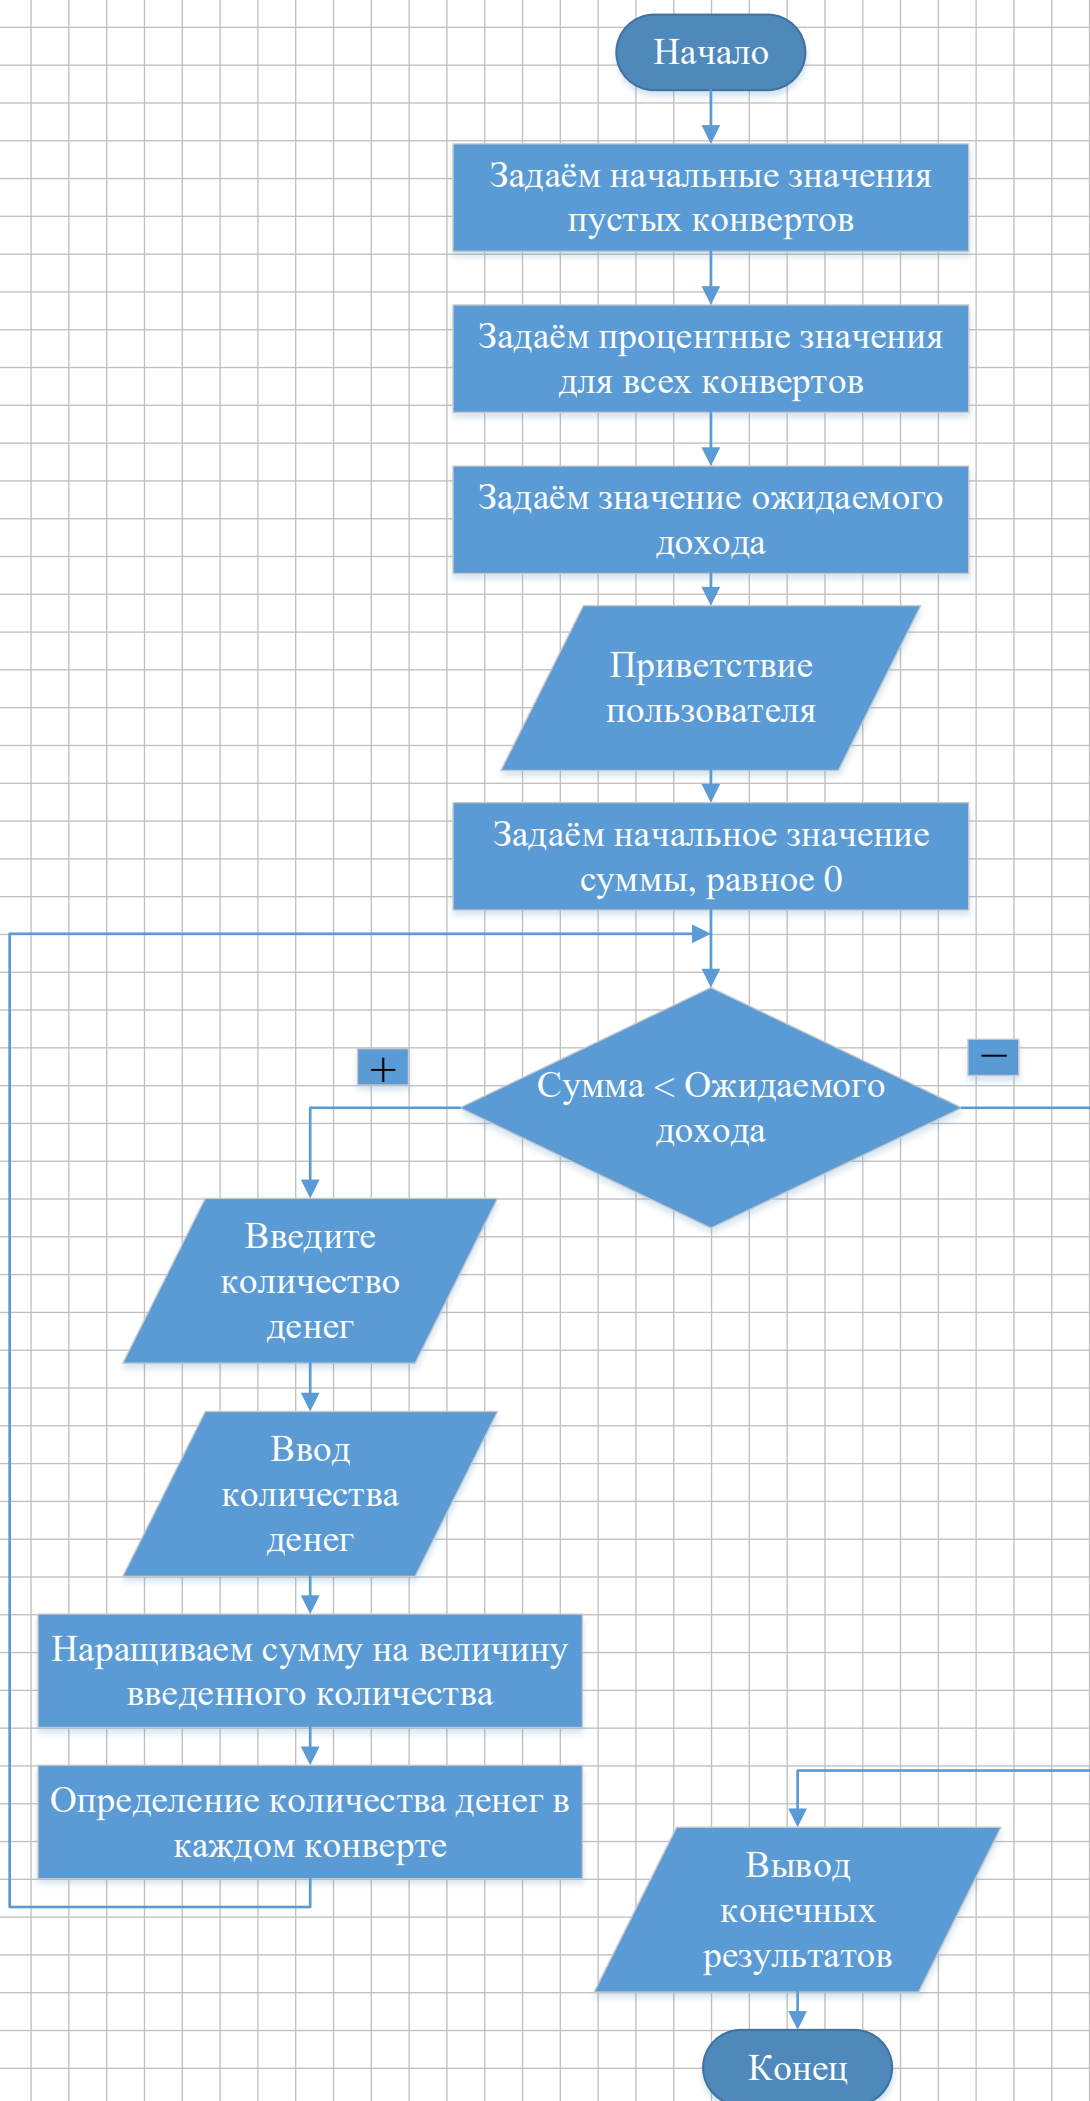 Начало
Задаём начальные значения
пустых конвертов
Задаём процентные значения
для всех конвертов
Задаём значение ожидаемого
дохода
Приветствие
пользователя
Задаём начальное значение
суммы, равное 0
+
—
Сумма < Ожидаемого
дохода
Введите
количество
денег
Ввод
количества
денег
Наращиваем сумму на величину
введенного количества
Определение количества денег в
каждом конверте
Вывод
конечных
результатов
Конец